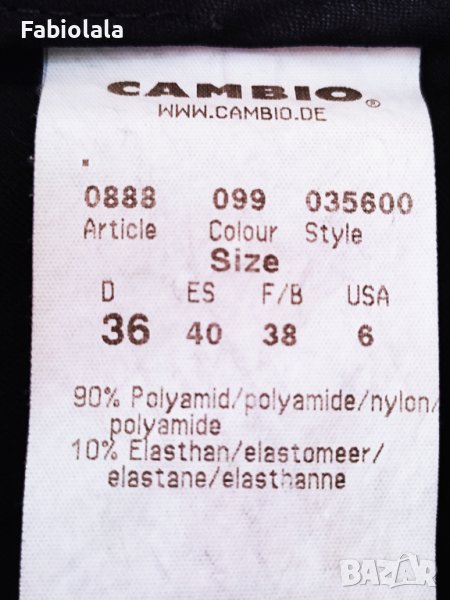 Fabiolala
CAMBIO®
WWW.CAMBIO.DE
0888 099 035600
Article Colour Style
Size
D ES F/B USA
36 40 38 6
90% Polyamid/polyamide/nylon/
polyamide
10% Elasthan/elastomeer/
elastane/elasthanne
BAZAR